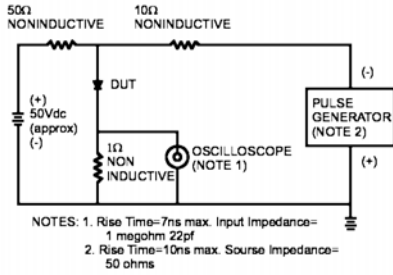 50Ω
NONINDUCTIVE
10Ω
NONINDUCTIVE
DUT
(+)
50Vdc
(approx)
(-)
1Ω
NON
INDUCTIVE
OSCILLOSCOPE
(NOTE 1)
(-)
PULSE
GENERATOR
(NOTE 2)
(+)
NOTES: 1. Rise Time=7ns max. Input Impedance=
1 megohm 22pf
2. Rise Time=10ns max. Sourse Impedance=
50 ohms